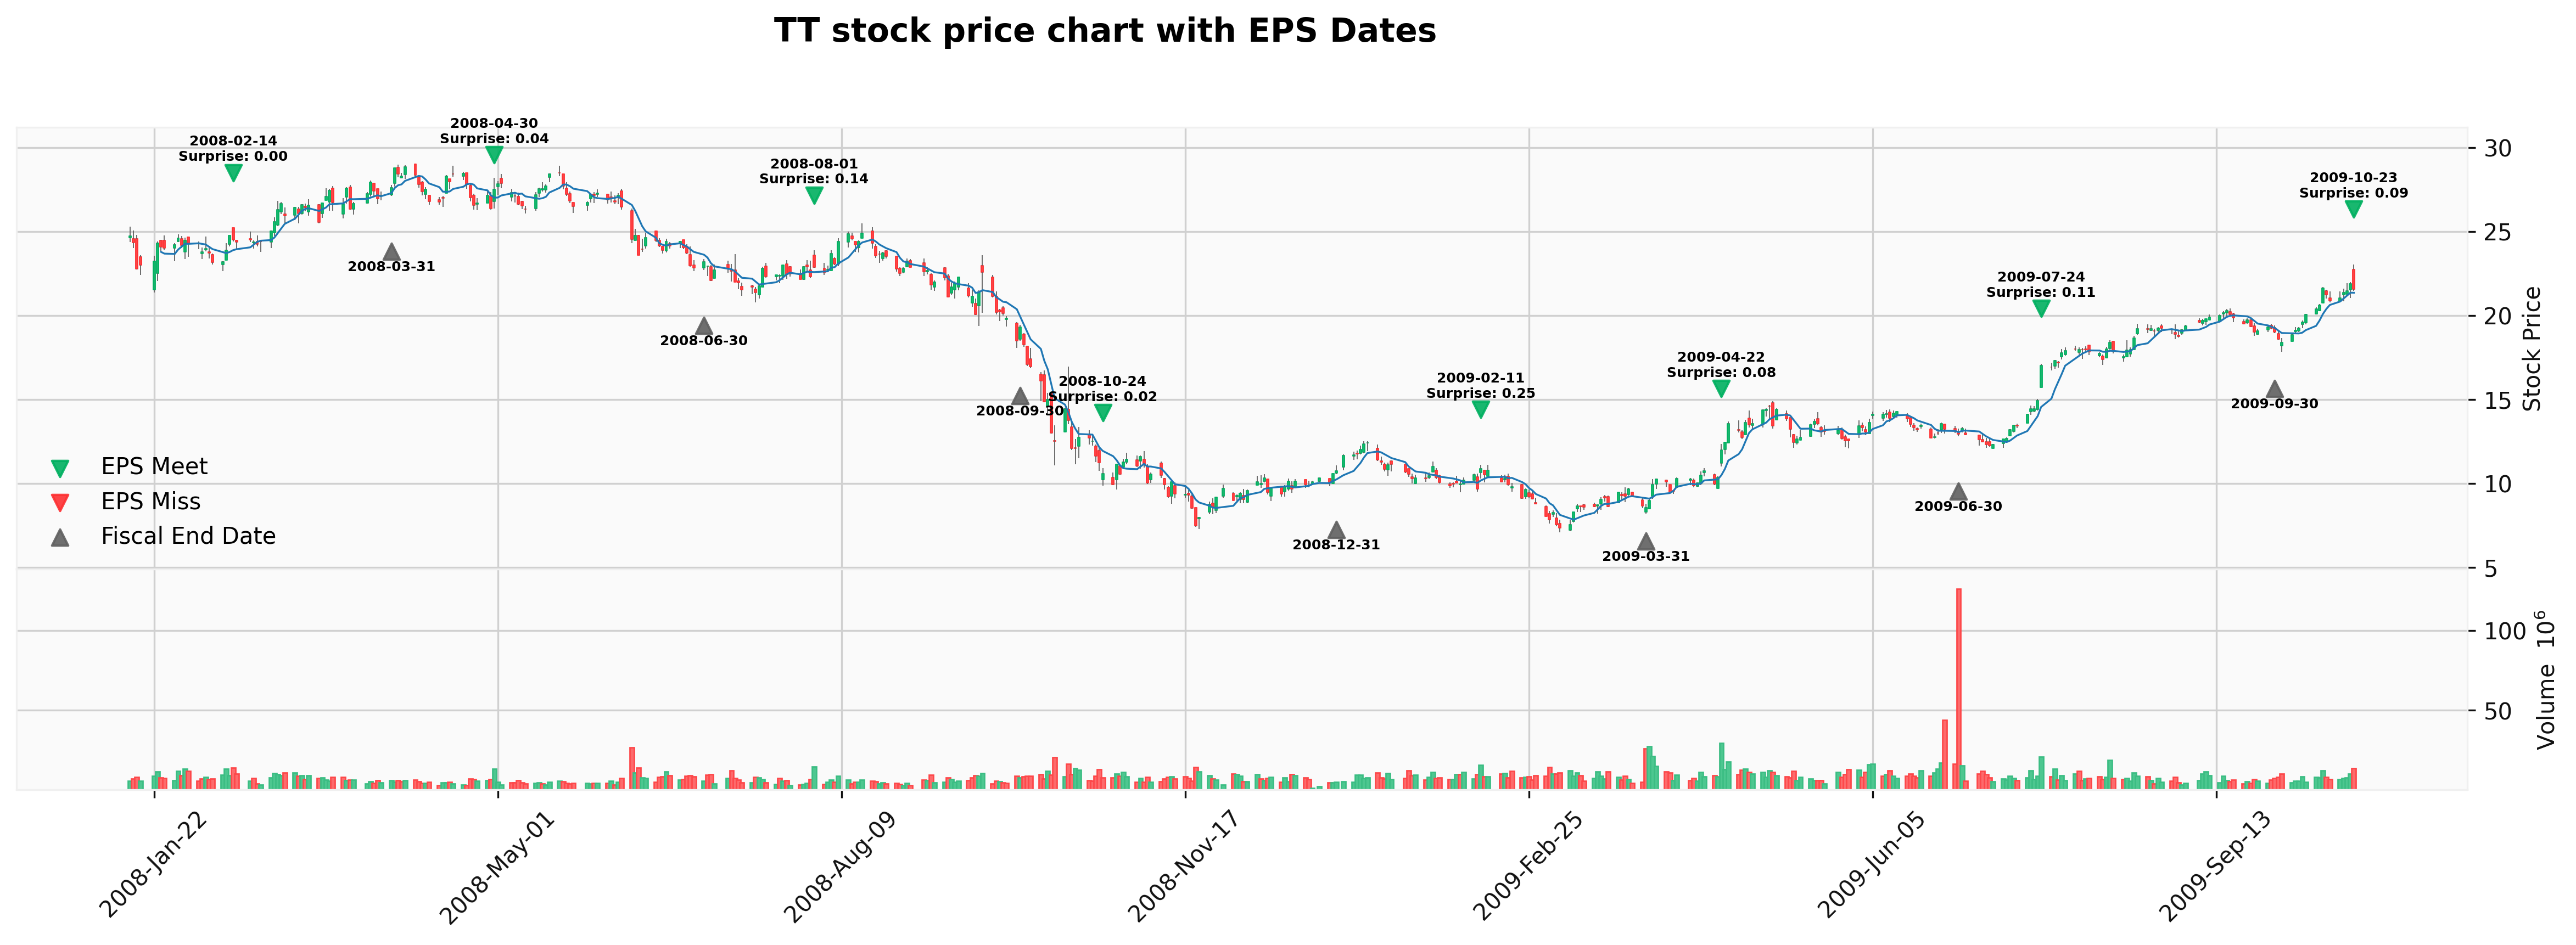 TT stock price chart with EPS Dates
2008-02-14
Surprise: 0.00
2008-04-30
Surprise: 0.04
2008-08-01
Surprise: 0.14
2008-10-24
Surprise: 0.02
2009-02-11
Surprise: 0.25
2009-04-22
Surprise: 0.08
2009-07-24
Surprise: 0.11
2009-10-23
Surprise: 0.09
2008-03-31
2008-06-30
2008-09-30
2008-12-31
2009-03-31
2009-06-30
2009-09-30
EPS Meet
EPS Miss
Fiscal End Date
30
25
20
15
10
5
Stock Price
100
50
Volume 10⁶
2008-Jan-22
2008-May-01
2008-Aug-09
2008-Nov-17
2009-Feb-25
2009-Jun-05
2009-Sep-13